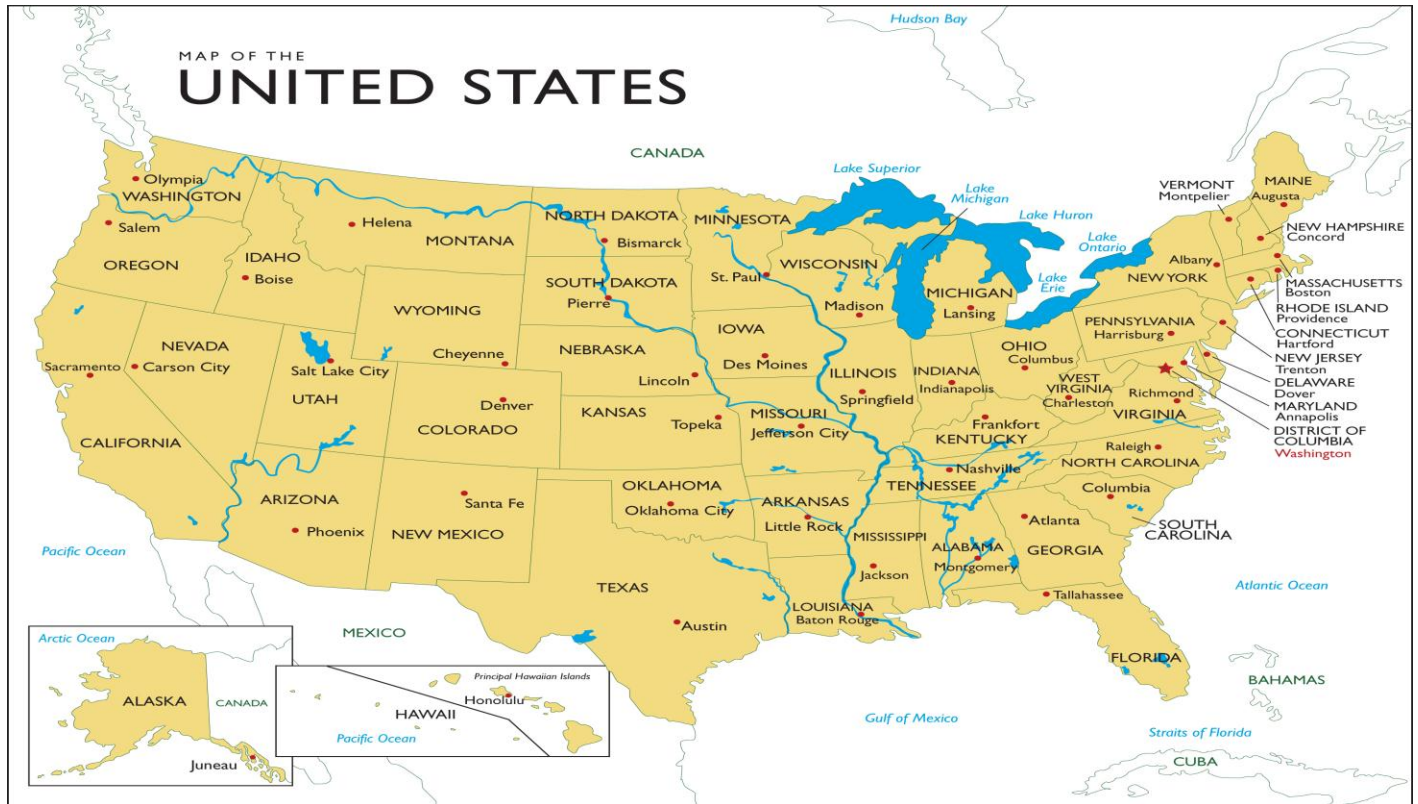 MAP OF THE
UNITED STATES
Hudson Bay
CANADA
Lake Superior
Lake
Michigan
Lake Huron
Lake
Ontario
Lake
Erie
Olympia
WASHINGTON
Salem
OREGON
IDAHO
Boise
Helena
MONTANA
WYOMING
Cheyenne
NORTH DAKOTA
Bismarck
SOUTH DAKOTA
Pierre
MINNESOTA
St. Paul
WISCONSIN
Madison
MICHIGAN
Lansing
VERMONT
Montpelier
MAINE
Augusta
NEW HAMPSHIRE
Concord
Albany
NEW YORK
MASSACHUSETTS
Boston
RHODE ISLAND
Providence
CONNECTICUT
Hartford
NEW JERSEY
Trenton
DELAWARE
Dover
MARYLAND
Annapolis
DISTRICT OF
COLUMBIA
Washington
PENNSYLVANIA
Harrisburg
OHIO
Columbus
WEST
VIRGINIA
Charleston
Richmond
VIRGINIA
INDIANA
Indianapolis
ILLINOIS
Springfield
IOWA
Des Moines
NEBRASKA
Lincoln
NEVADA
Carson City
Sacramento
CALIFORNIA
Salt Lake City
UTAH
Denver
COLORADO
KANSAS
Topeka
MISSOURI
Jefferson City
Frankfort
KENTUCKY
Nashville
TENNESSEE
Raleigh
NORTH CAROLINA
Columbia
SOUTH
CAROLINA
Atlanta
GEORGIA
ALABAMA
Montgomery
MISSISSIPPI
Jackson
ARKANSAS
Little Rock
OKLAHOMA
Oklahoma City
Santa Fe
NEW MEXICO
ARIZONA
Phoenix
TEXAS
Austin
LOUISIANA
Baton Rouge
Tallahassee
FLORIDA
Pacific Ocean
Atlantic Ocean
MEXICO
Gulf of Mexico
BAHAMAS
Straits of Florida
CUBA
Arctic Ocean
ALASKA
CANADA
Juneau
Principal Hawaiian Islands
Honolulu
HAWAII
Pacific Ocean